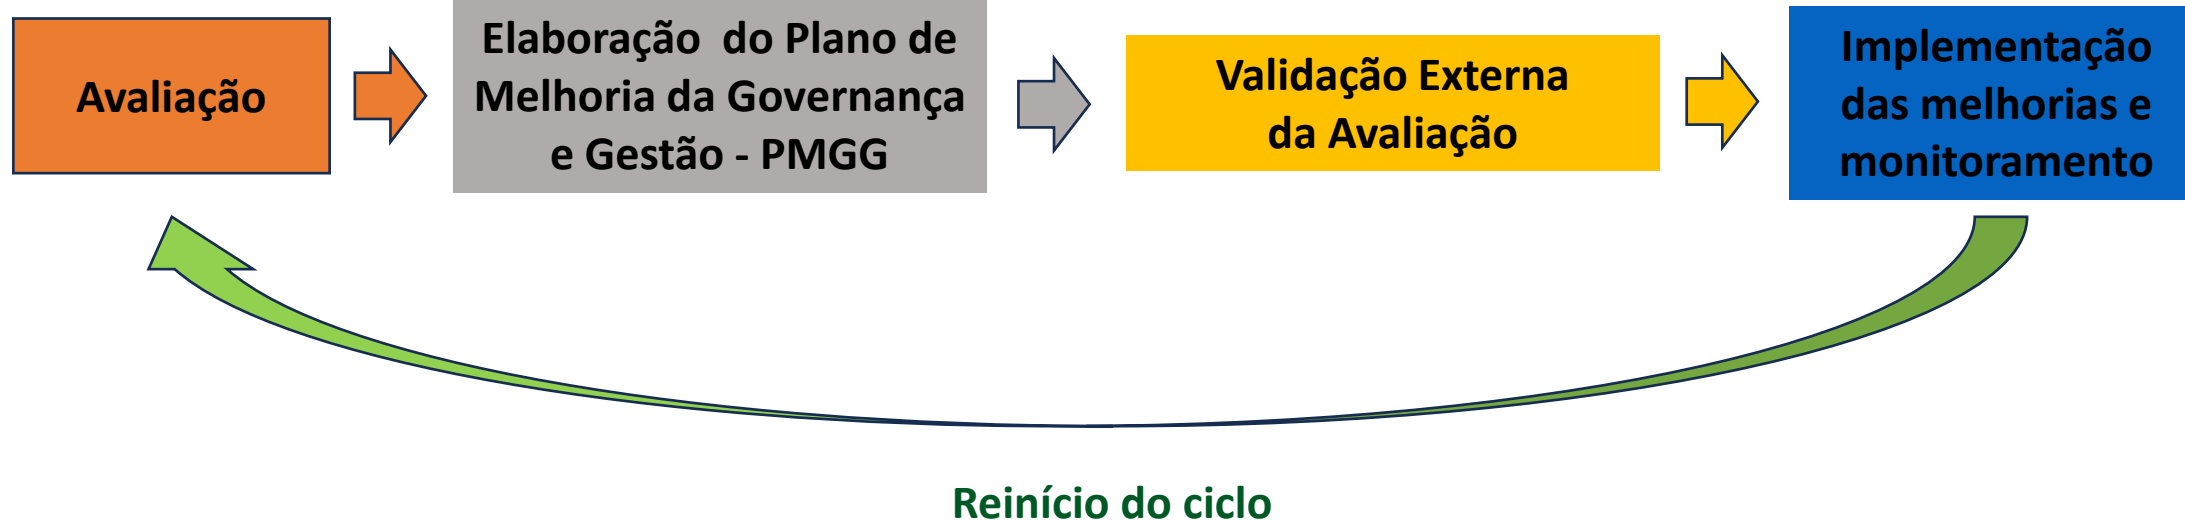 Avaliação
Elaboração do Plano de
Melhoria da Governança
e Gestão - PMGG
Validação Externa
da Avaliação
Implementação
das melhorias e
monitoramento
Reinício do ciclo